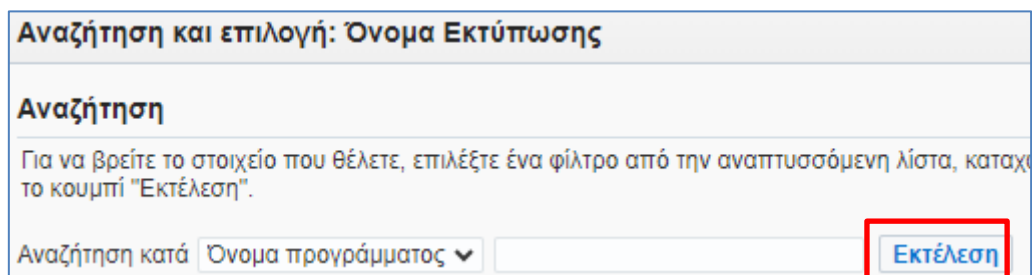 Αναζήτηση και επιλογή: Όνομα Εκτύπωσης
Αναζήτηση
Για να βρείτε το στοιχείο που θέλετε, επιλέξτε ένα φίλτρο από την αναπτυσσόμενη λίστα,
το κουμπί "Εκτέλεση".
Αναζήτηση κατά Όνομα προγράμματος Εκτέλεση